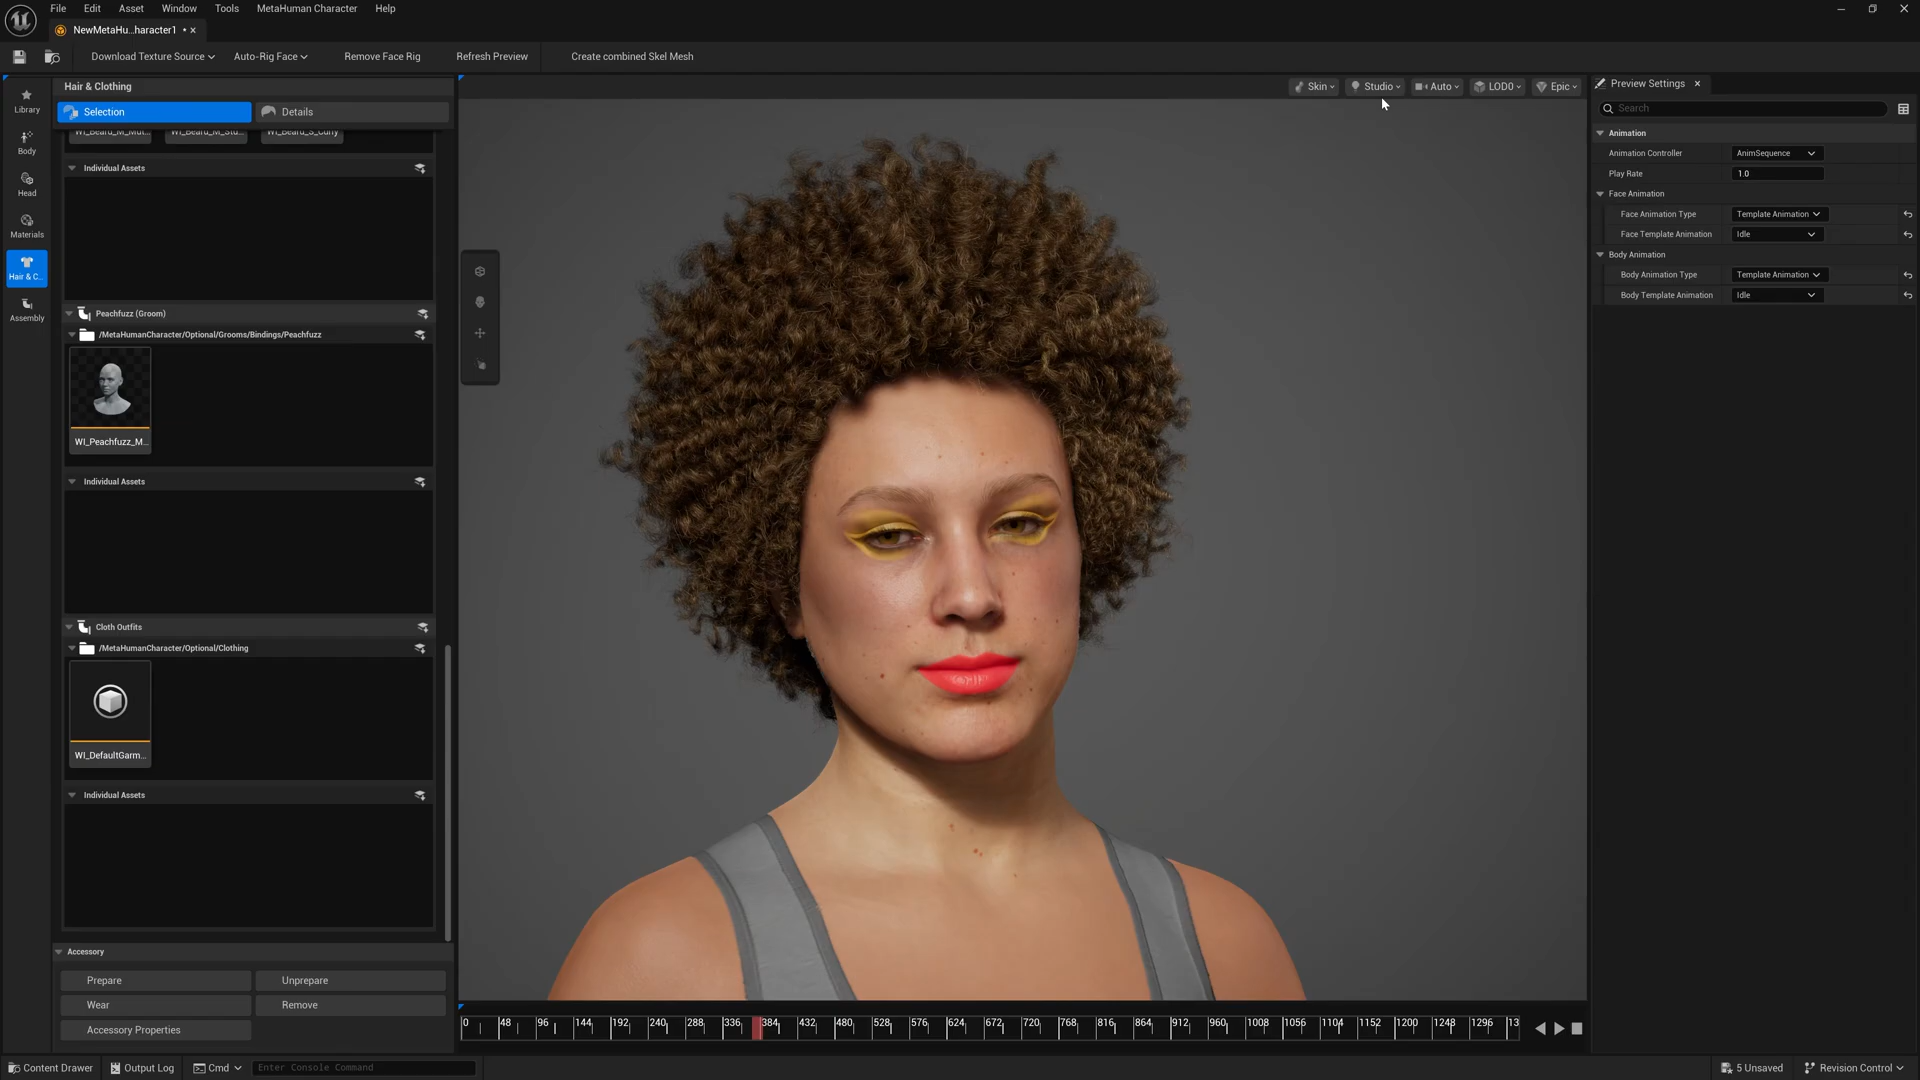 File Edit Asset Window Tools MetaHuman Character Help
NewMetaHu...haracter1
Download Texture Source Auto-Rig Face Remove Face Rig Refresh Preview Create combined Skel Mesh
Hair & Clothing
Selection Details
Library
Body
Head
Materials
Hair & C...
Assembly
WI_Beard_M_Mut... WI_Beard_M_Stu... WI_Beard_S_Curly
Individual Assets
Peachfuzz (Groom)
/MetaHumanCharacter/Optional/Grooms/Bindings/Peachfuzz
WI_Peachfuzz_M...
Individual Assets
Cloth Outfits
/MetaHumanCharacter/Optional/Clothing
WI_DefaultGarm...
Individual Assets
Accessory
Prepare Unprepare
Wear Remove
Accessory Properties
Skin Studio Auto LOD0 Epic
0 48 96 144 192 240 288 336 384 432 480 528 576 624 672 720 768 816 864 912 960 1008 1056 1104 1152 1200 1248 1296 13
Preview Settings
Search
Animation
Animation Controller AnimSequence
Play Rate 1.0
Face Animation
Face Animation Type Template Animation
Face Template Animation Idle
Body Animation
Body Animation Type Template Animation
Body Template Animation Idle
Content Drawer Output Log Cmd Enter Console Command 5 Unsaved Revision Control